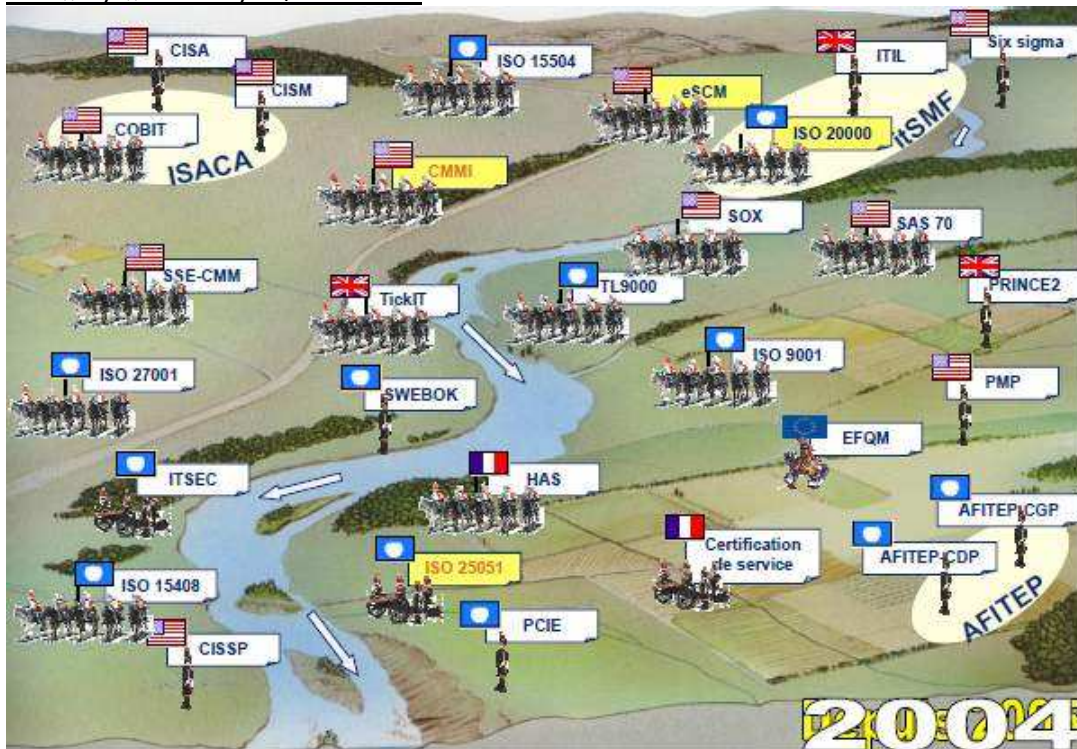 CISA
CISM
COBIT
ISACA
ISO 15504
CMMI
eSCM
ITIL
Six sigma
ISO 20000
itSMF
SOX
SAS 70
SSE-CMM
TickIT
TL9000
PRINCE2
ISO 27001
SWEBOK
ISO 9001
PMP
EFQM
ITSEC
HAS
AFITEP CGP
Certification
de service
AFITEP CDP
AFITEP
ISO 25051
ISO 15408
PCIE
CISSP
2004